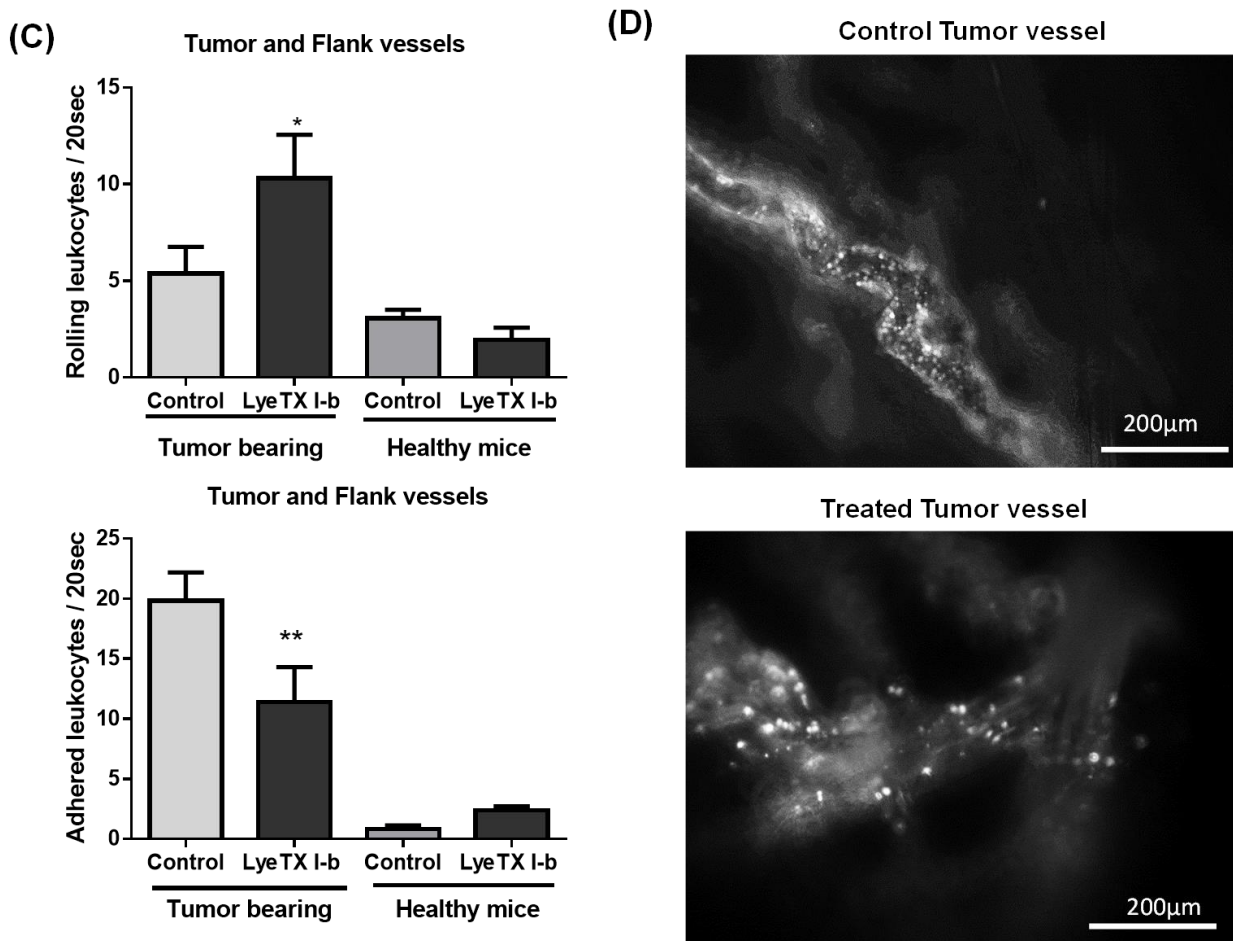 (C)
Tumor and Flank vessels
Rolling leukocytes / 20sec
15
10
5
0
*
Control LyeTX I-b Control LyeTX I-b
Tumor bearing Healthy mice
Tumor and Flank vessels
Adhered leukocytes / 20sec
25
20
15
10
5
0
**
Control LyeTX I-b Control LyeTX I-b
Tumor bearing Healthy mice
(D)
Control Tumor vessel
200µm
Treated Tumor vessel
200µm